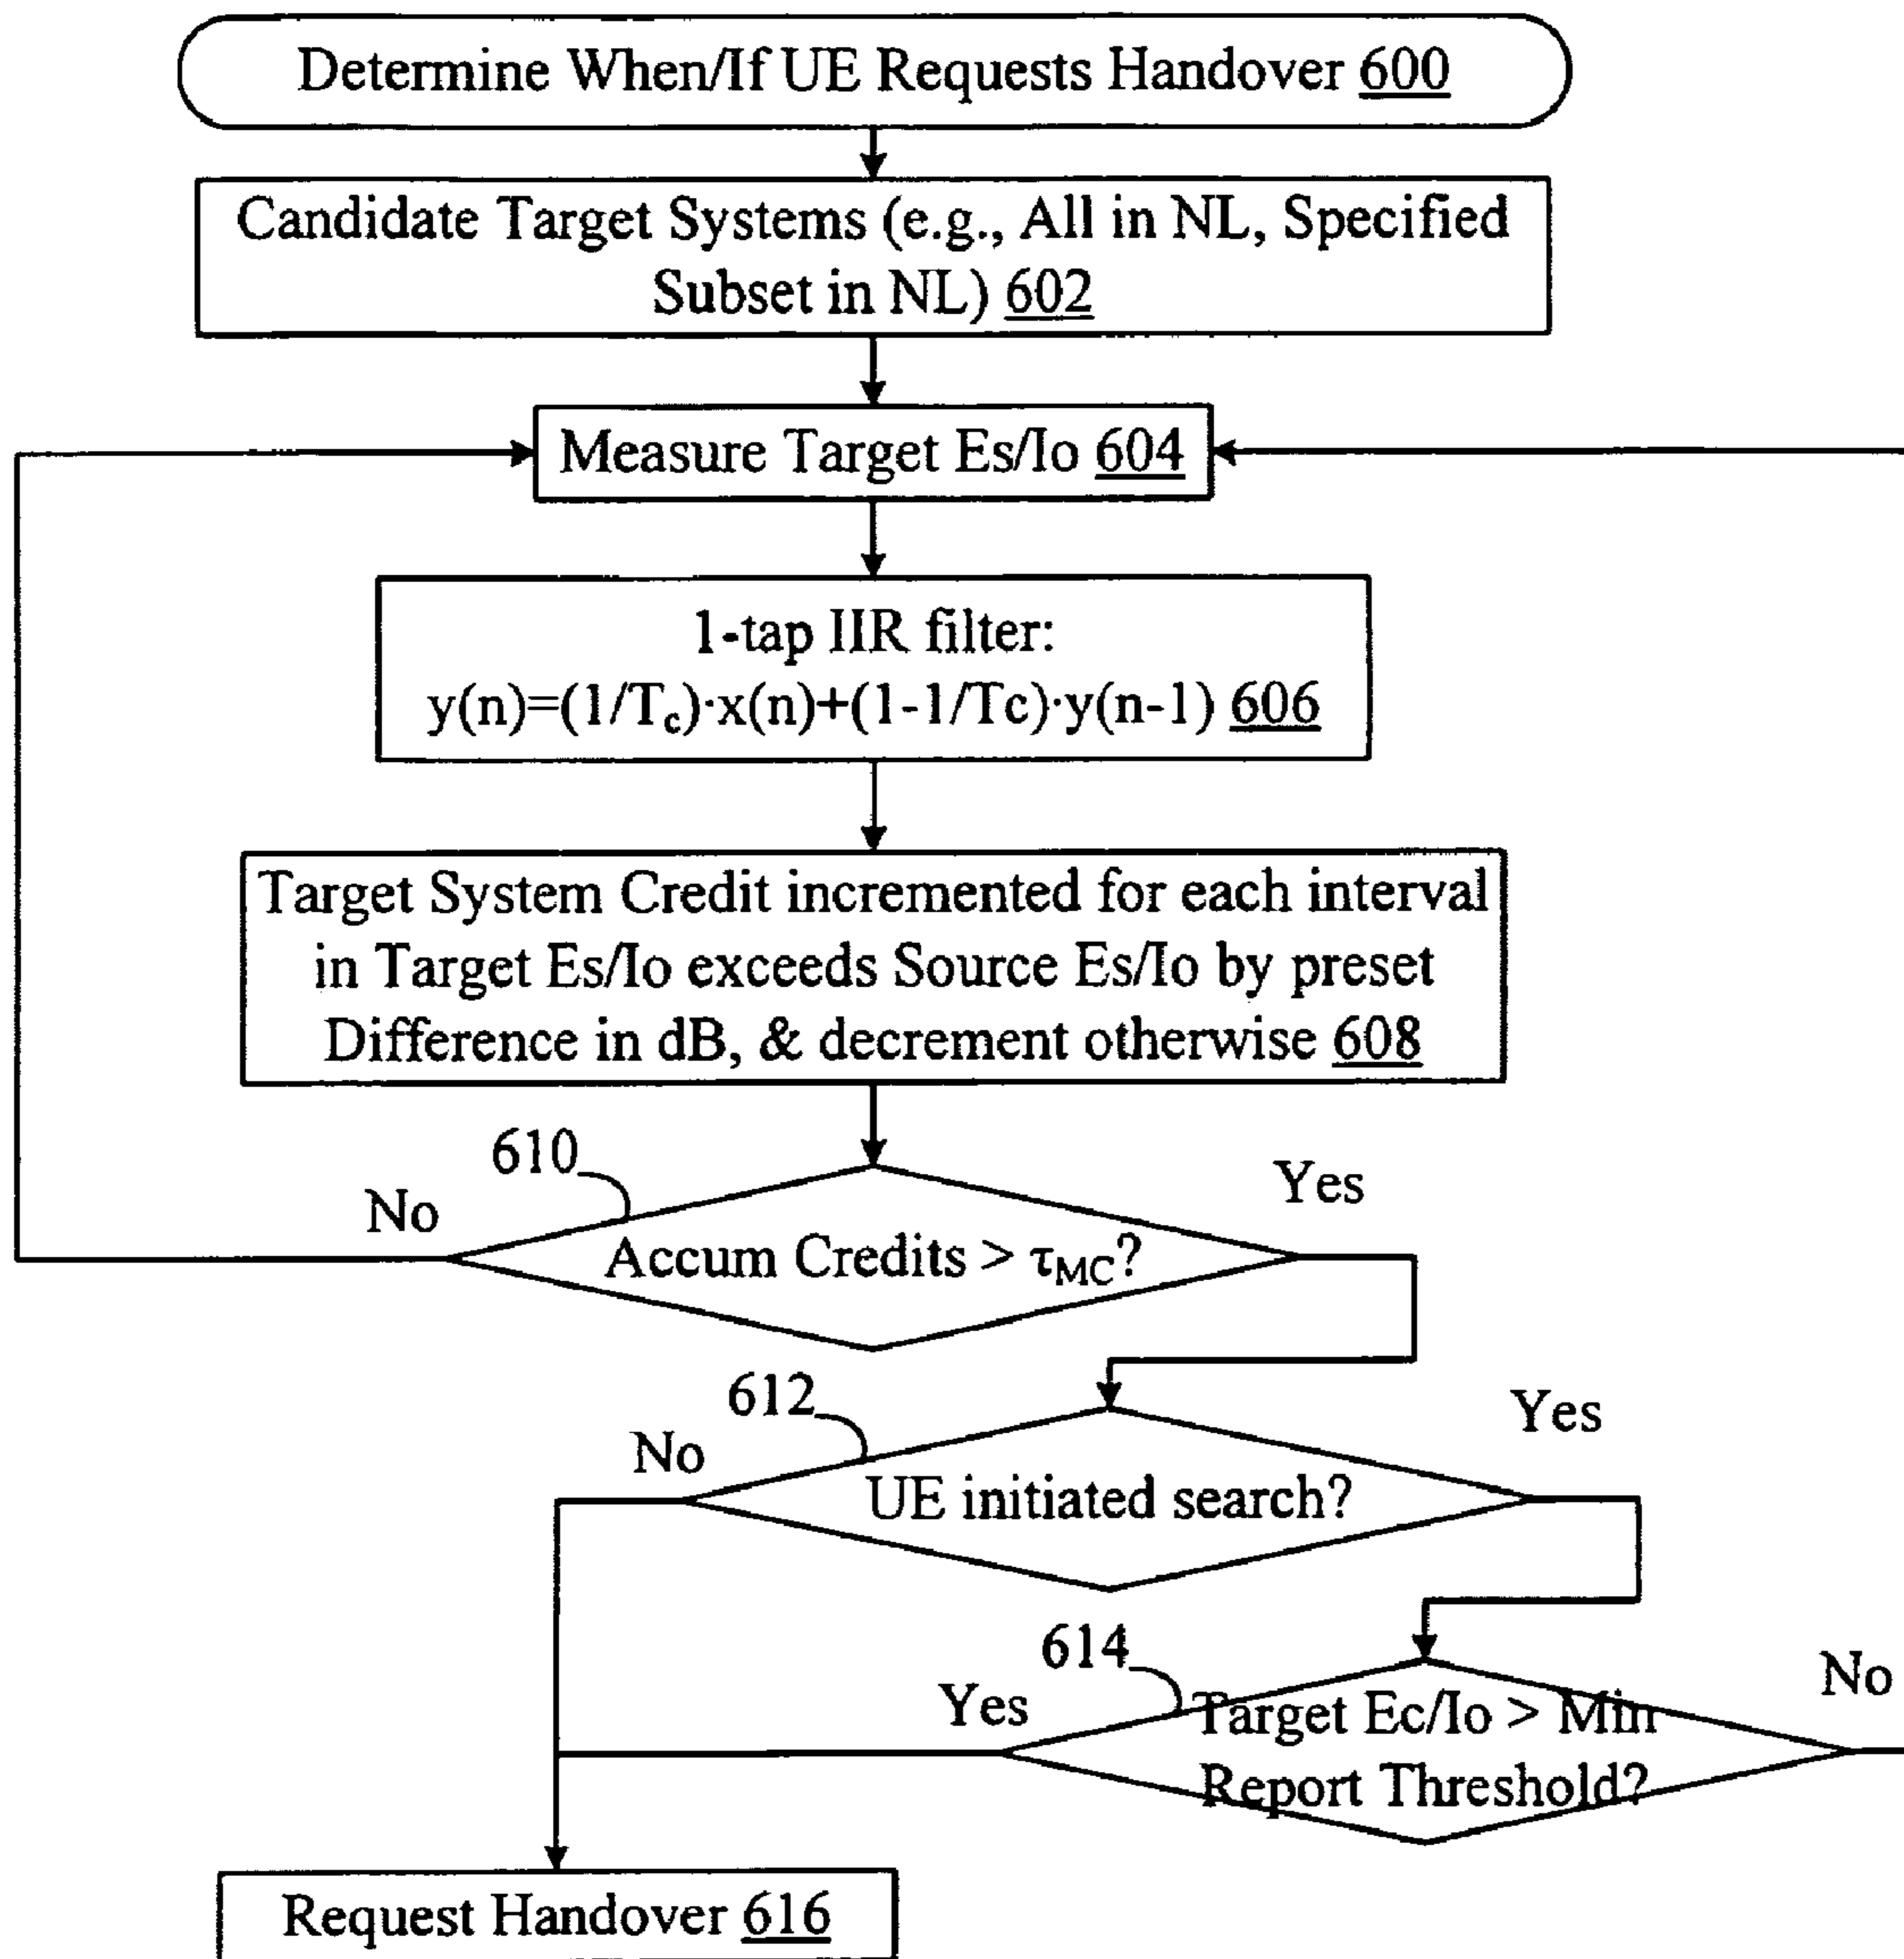 Determine When/If UE Requests Handover 600
Candidate Target Systems (e.g., All in NL, Specified
Subset in NL) 602
Measure Target Es/Io 604
1-tap IIR filter:
y(n)=(1/Tc)·x(n)+(1-1/Tc)·y(n-1) 606
Target System Credit incremented for each interval
in Target Es/Io exceeds Source Es/Io by preset
Difference in dB, & decrement otherwise 608
610
No
Yes
Accum Credits > τMC?
612
No
Yes
UE initiated search?
614
Yes
No
Target Ec/Io > Min
Report Threshold?
Request Handover 616